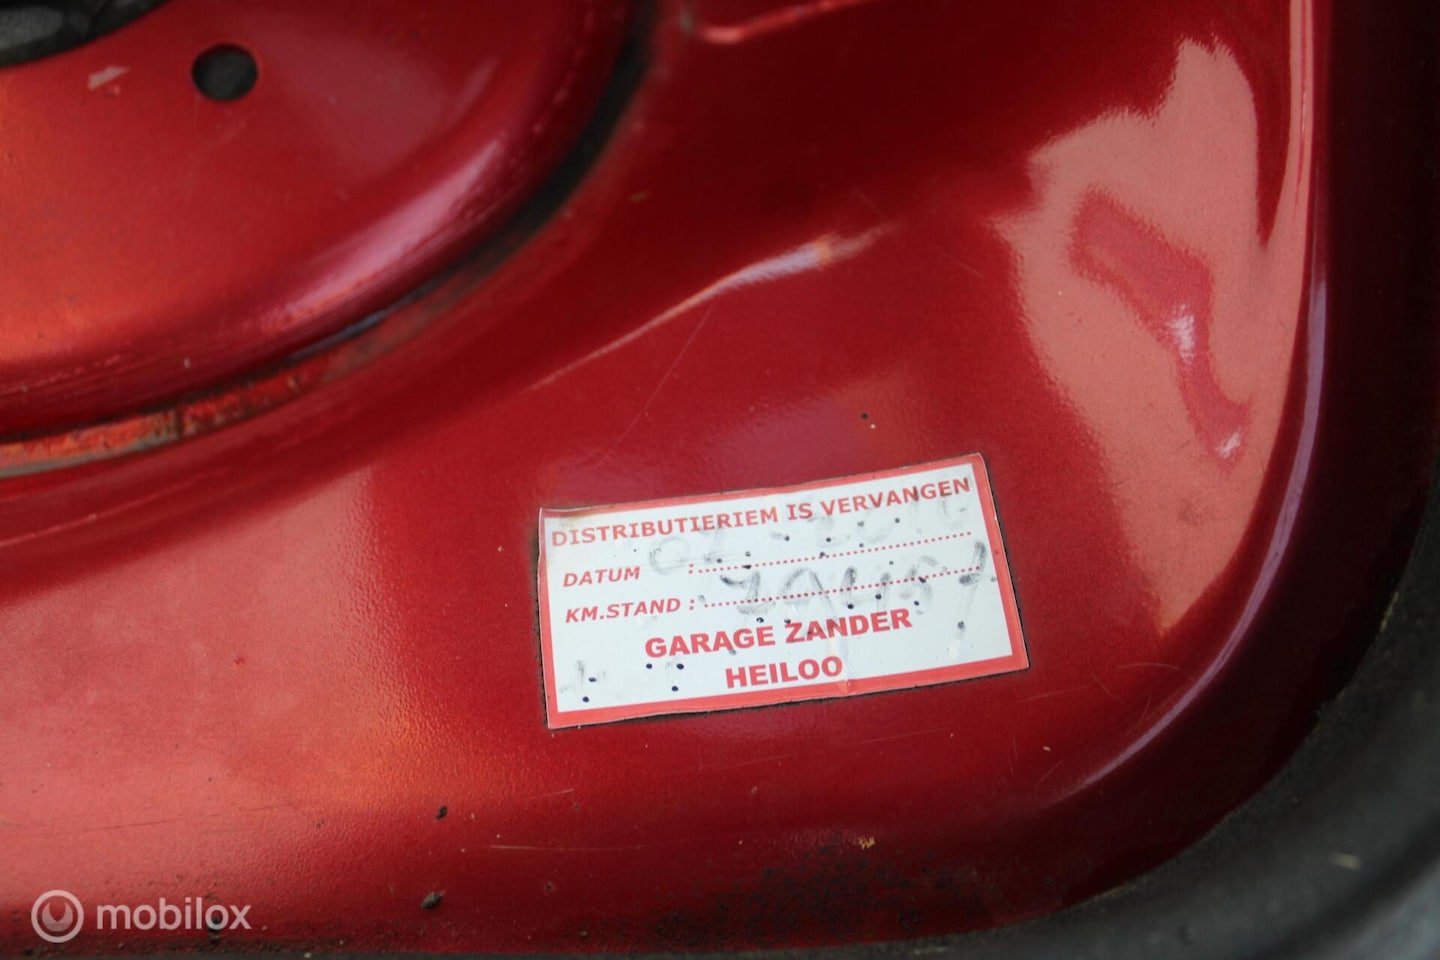 DISTRIBUTIERIEM IS VERVANGEN
DATUM :
KM.STAND :
GARAGE ZANDER
HEILOO
mobilox